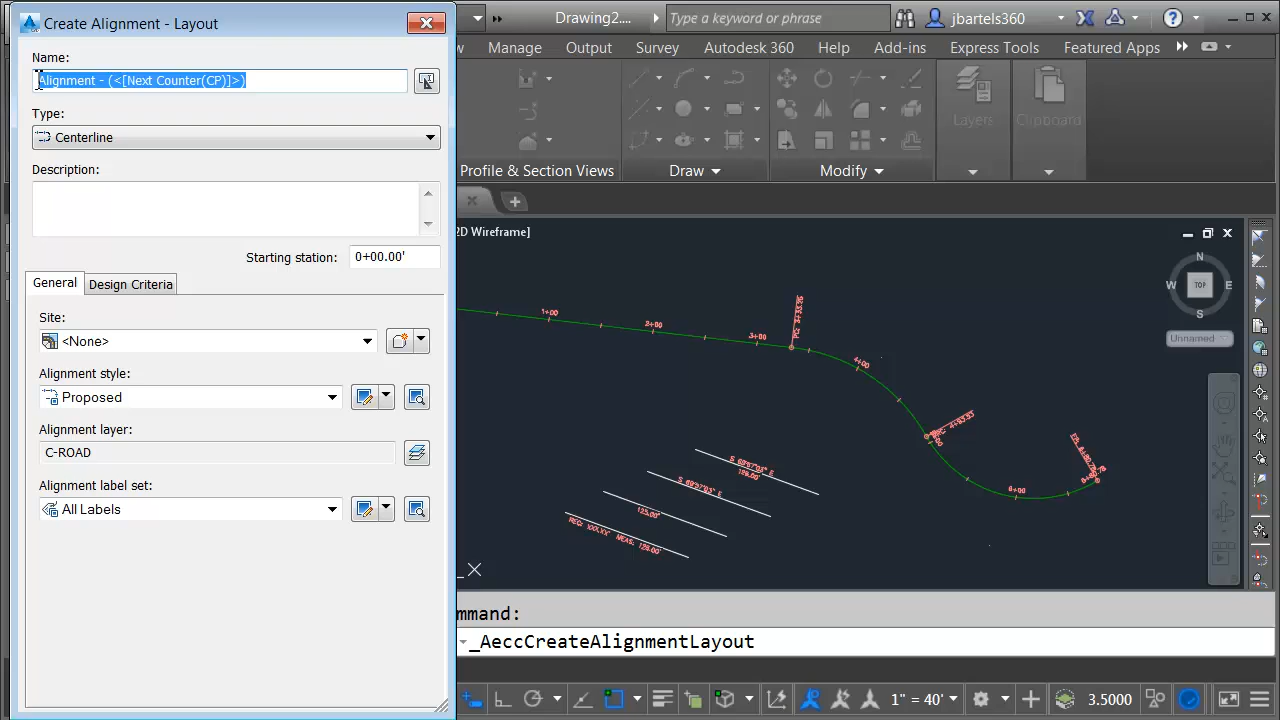 Create Alignment - Layout
Drawing2....
Type a keyword or phrase
jbartels360
Manage
Output
Survey
Autodesk 360
Help
Add-ins
Express Tools
Featured Apps
Name:
Alignment - (<[Next Counter(CP)]>)
Type:
Centerline
Description:
Starting station:
0+00.00'
General
Design Criteria
Site:
<None>
Alignment style:
Proposed
Alignment layer:
C-ROAD
Alignment label set:
All Labels
Layers
Clipboard
Profile & Section Views
Draw
Modify
2D Wireframe]
N
W
TOP
E
S
Unnamed
1+00
2+00
3+00
4+00
6+00
125.00'
mmand:
_AeccCreateAlignmentLayout
1" = 40'
3.5000